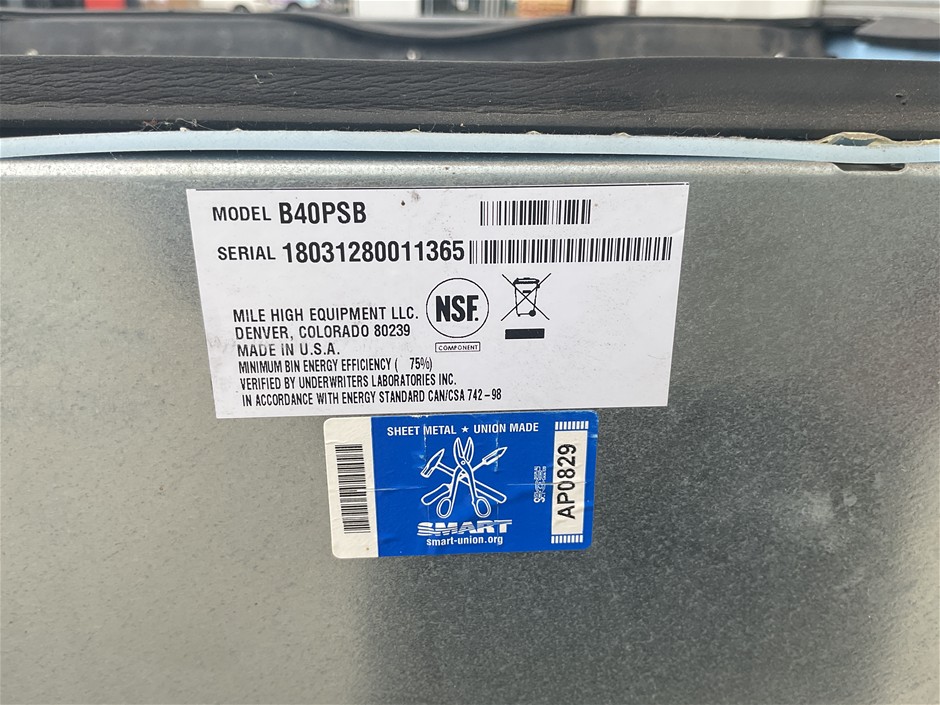 MODEL B40PSB
SERIAL 18031280011365
MILE HIGH EQUIPMENT LLC.
DENVER, COLORADO 80239
MADE IN U.S.A.
MINIMUM BIN ENERGY EFFICIENCY ( 75%)
VERIFIED BY UNDERWRITERS LABORATORIES INC.
IN ACCORDANCE WITH ENERGY STANDARD CAN/CSA 742-98
NSF.
COMPONENT
SHEET METAL ★ UNION MADE
SMART
smart-union.org
AP0829